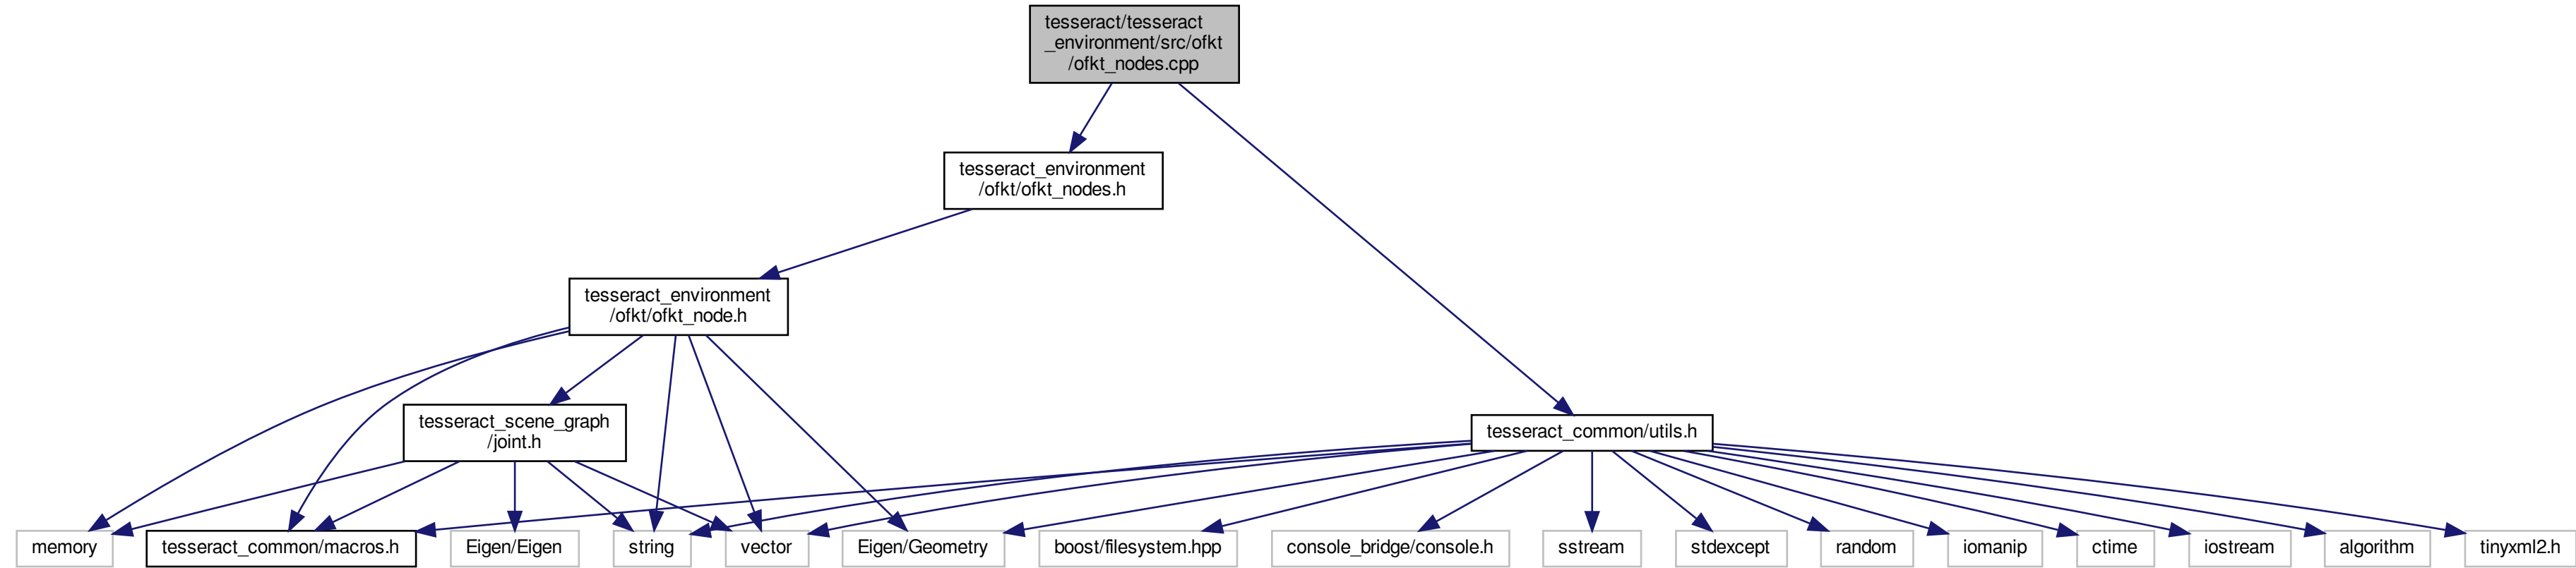 tesseract/tesseract
_environment/src/ofkt
/ofkt_nodes.cpp
tesseract_environment
/ofkt/ofkt_nodes.h
tesseract_environment
/ofkt/ofkt_node.h
tesseract_scene_graph
/joint.h
tesseract_common/utils.h
memory
tesseract_common/macros.h
Eigen/Eigen
string
vector
Eigen/Geometry
boost/filesystem.hpp
console_bridge/console.h
sstream
stdexcept
random
iomanip
ctime
iostream
algorithm
tinyxml2.h